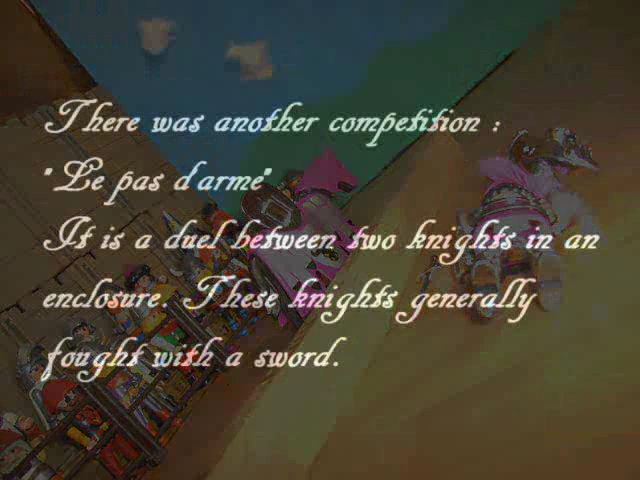 There was another competition :
"Le pas d'arme"
It is a duel between two knights in an
enclosure. These knights generally
fought with a sword.